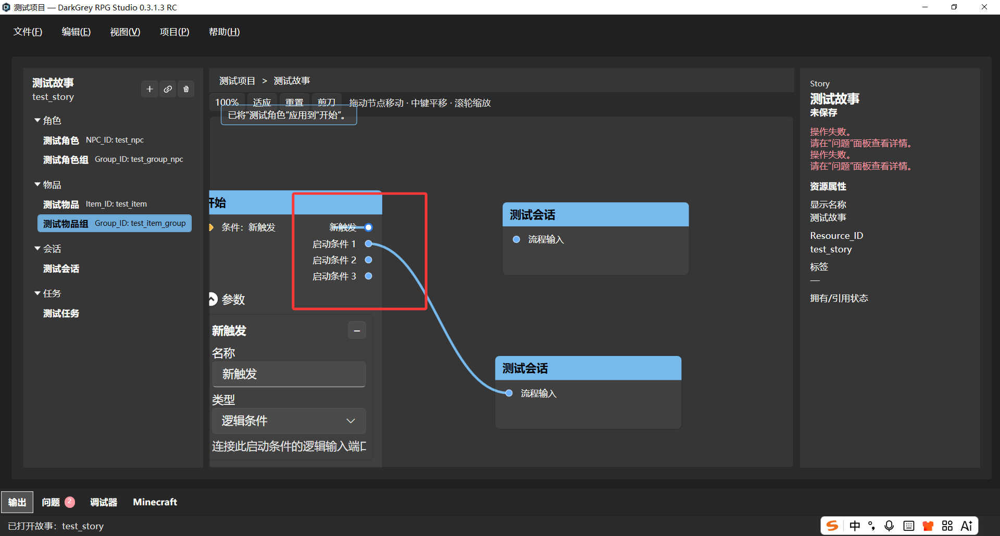 测试项目 — DarkGrey RPG Studio 0.3.1.3 RC
文件(F) 编辑(E) 视图(V) 项目(P) 帮助(H)
测试故事
test_story
角色
测试角色 NPC_ID: test_npc
测试角色组 Group_ID: test_group_npc
物品
测试物品 Item_ID: test_item
测试物品组 Group_ID: test_item_group
会话
测试会话
任务
测试任务
测试项目 > 测试故事
100% 适应 重置 剪刀 拖动节点移动 · 中键平移 · 滚轮缩放
已将“测试角色”应用到“开始”。
开始
条件：新触发
新触发
启动条件 1
启动条件 2
启动条件 3
参数
新触发
名称
新触发
类型
逻辑条件
连接此启动条件的逻辑输入端口
测试会话
流程输入
测试会话
流程输入
Story
测试故事
未保存
操作失败。
请在“问题”面板查看详情。
操作失败。
请在“问题”面板查看详情。
资源属性
显示名称
测试故事
Resource_ID
test_story
标签
—
拥有/引用状态
输出 问题 2 调试器 Minecraft
已打开故事：test_story
中 Ai